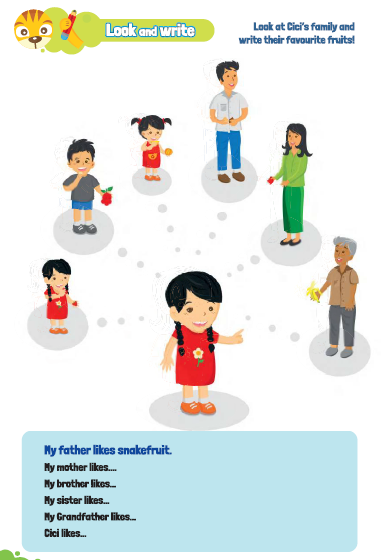 Look and write
Look at Cici's family and
write their favourite fruits!
My father likes snakefruit.
My mother likes....
My brother likes...
My sister likes...
My Grandfather likes...
Cici likes...